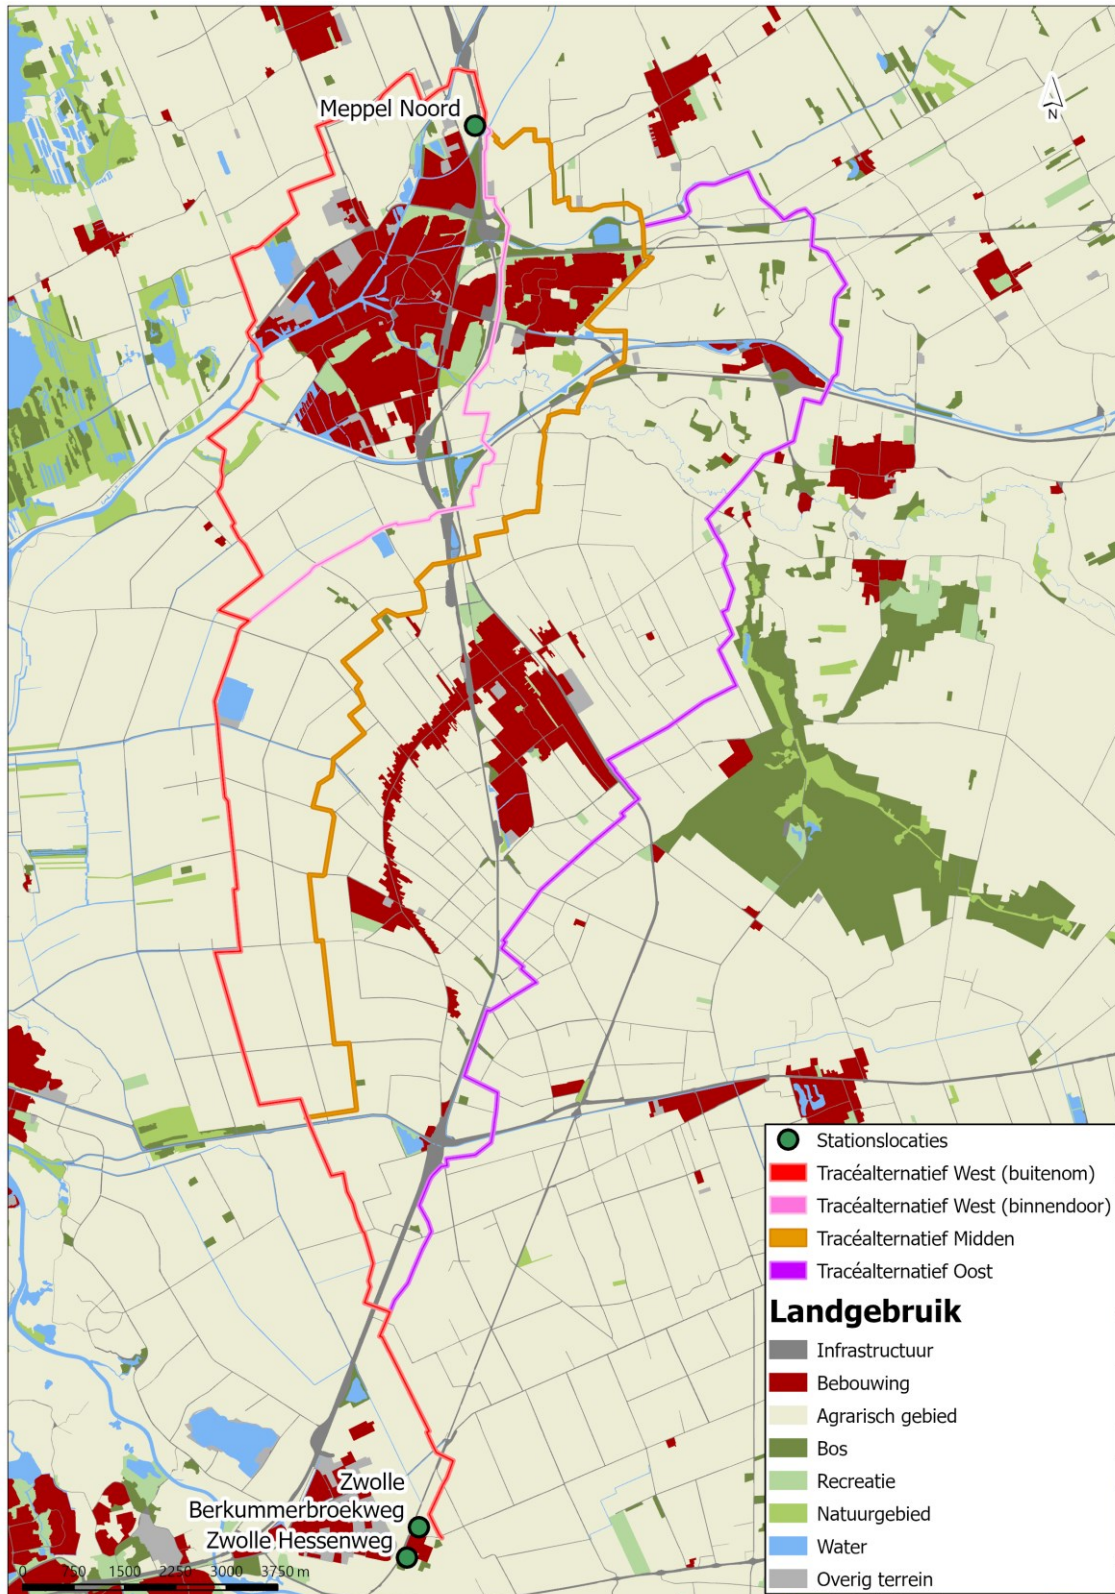 Meppel Noord
N
Zwolle
Berkummerbroekweg
Zwolle Hessenweg
0 750 1500 2250 3000 3750 m
Stationslocaties
Tracéalternatief West (buitenom)
Tracéalternatief West (binnendoor)
Tracéalternatief Midden
Tracéalternatief Oost
Landgebruik
Infrastructuur
Bebouwing
Agrarisch gebied
Bos
Recreatie
Natuurgebied
Water
Overig terrein